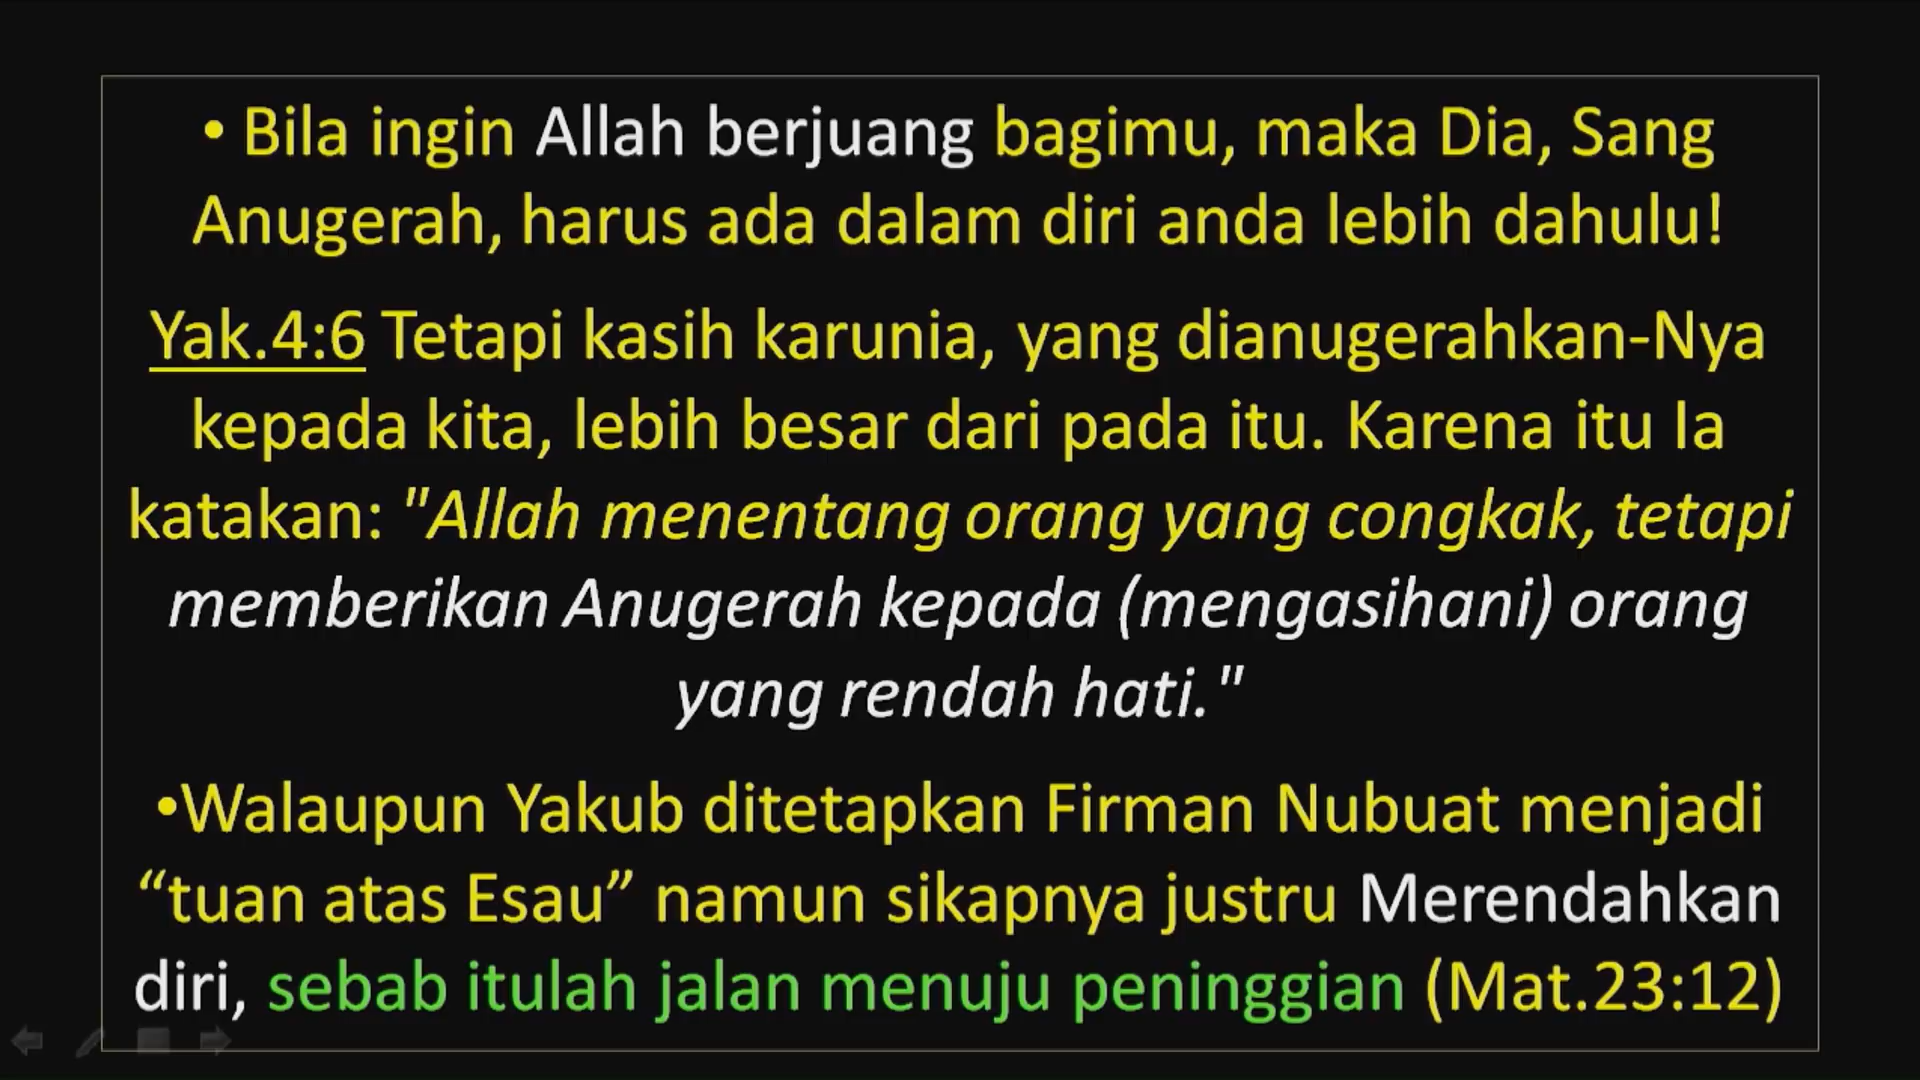 • Bila ingin Allah berjuang bagimu, maka Dia, Sang
Anugerah, harus ada dalam diri anda lebih dahulu!
Yak.4:6 Tetapi kasih karunia, yang dianugerahkan-Nya
kepada kita, lebih besar dari pada itu. Karena itu Ia
katakan: "Allah menentang orang yang congkak, tetapi
memberikan Anugerah kepada (mengasihani) orang
yang rendah hati."
•Walaupun Yakub ditetapkan Firman Nubuat menjadi
“tuan atas Esau” namun sikapnya justru Merendahkan
diri, sebab itulah jalan menuju peninggian (Mat.23:12)